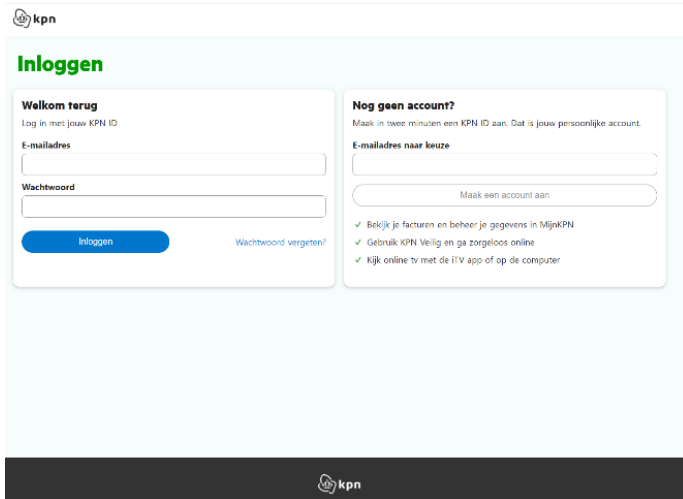 kpn
Inloggen
Welkom terug
Log in met jouw KPN ID
E-mailadres
Wachtwoord
Inloggen
Wachtwoord vergeten?
Nog geen account?
Maak in twee minuten een KPN ID aan. Dat is jouw persoonlijke account.
E-mailadres naar keuze
Maak een account aan
✓ Bekijk je facturen en beheer je gegevens in MijnKPN
✓ Gebruik KPN Veilig en ga zorgeloos online
✓ Kijk online tv met de iTV app of op de computer
kpn